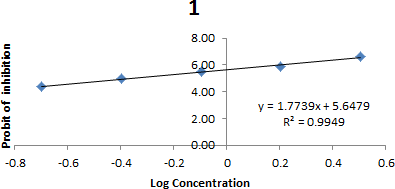 1
Probit of inhibition
8.00
6.00
4.00
2.00
0.00
y = 1.7739x + 5.6479
R² = 0.9949
-0.8 -0.6 -0.4 -0.2 0 0.2 0.4 0.6
Log Concentration